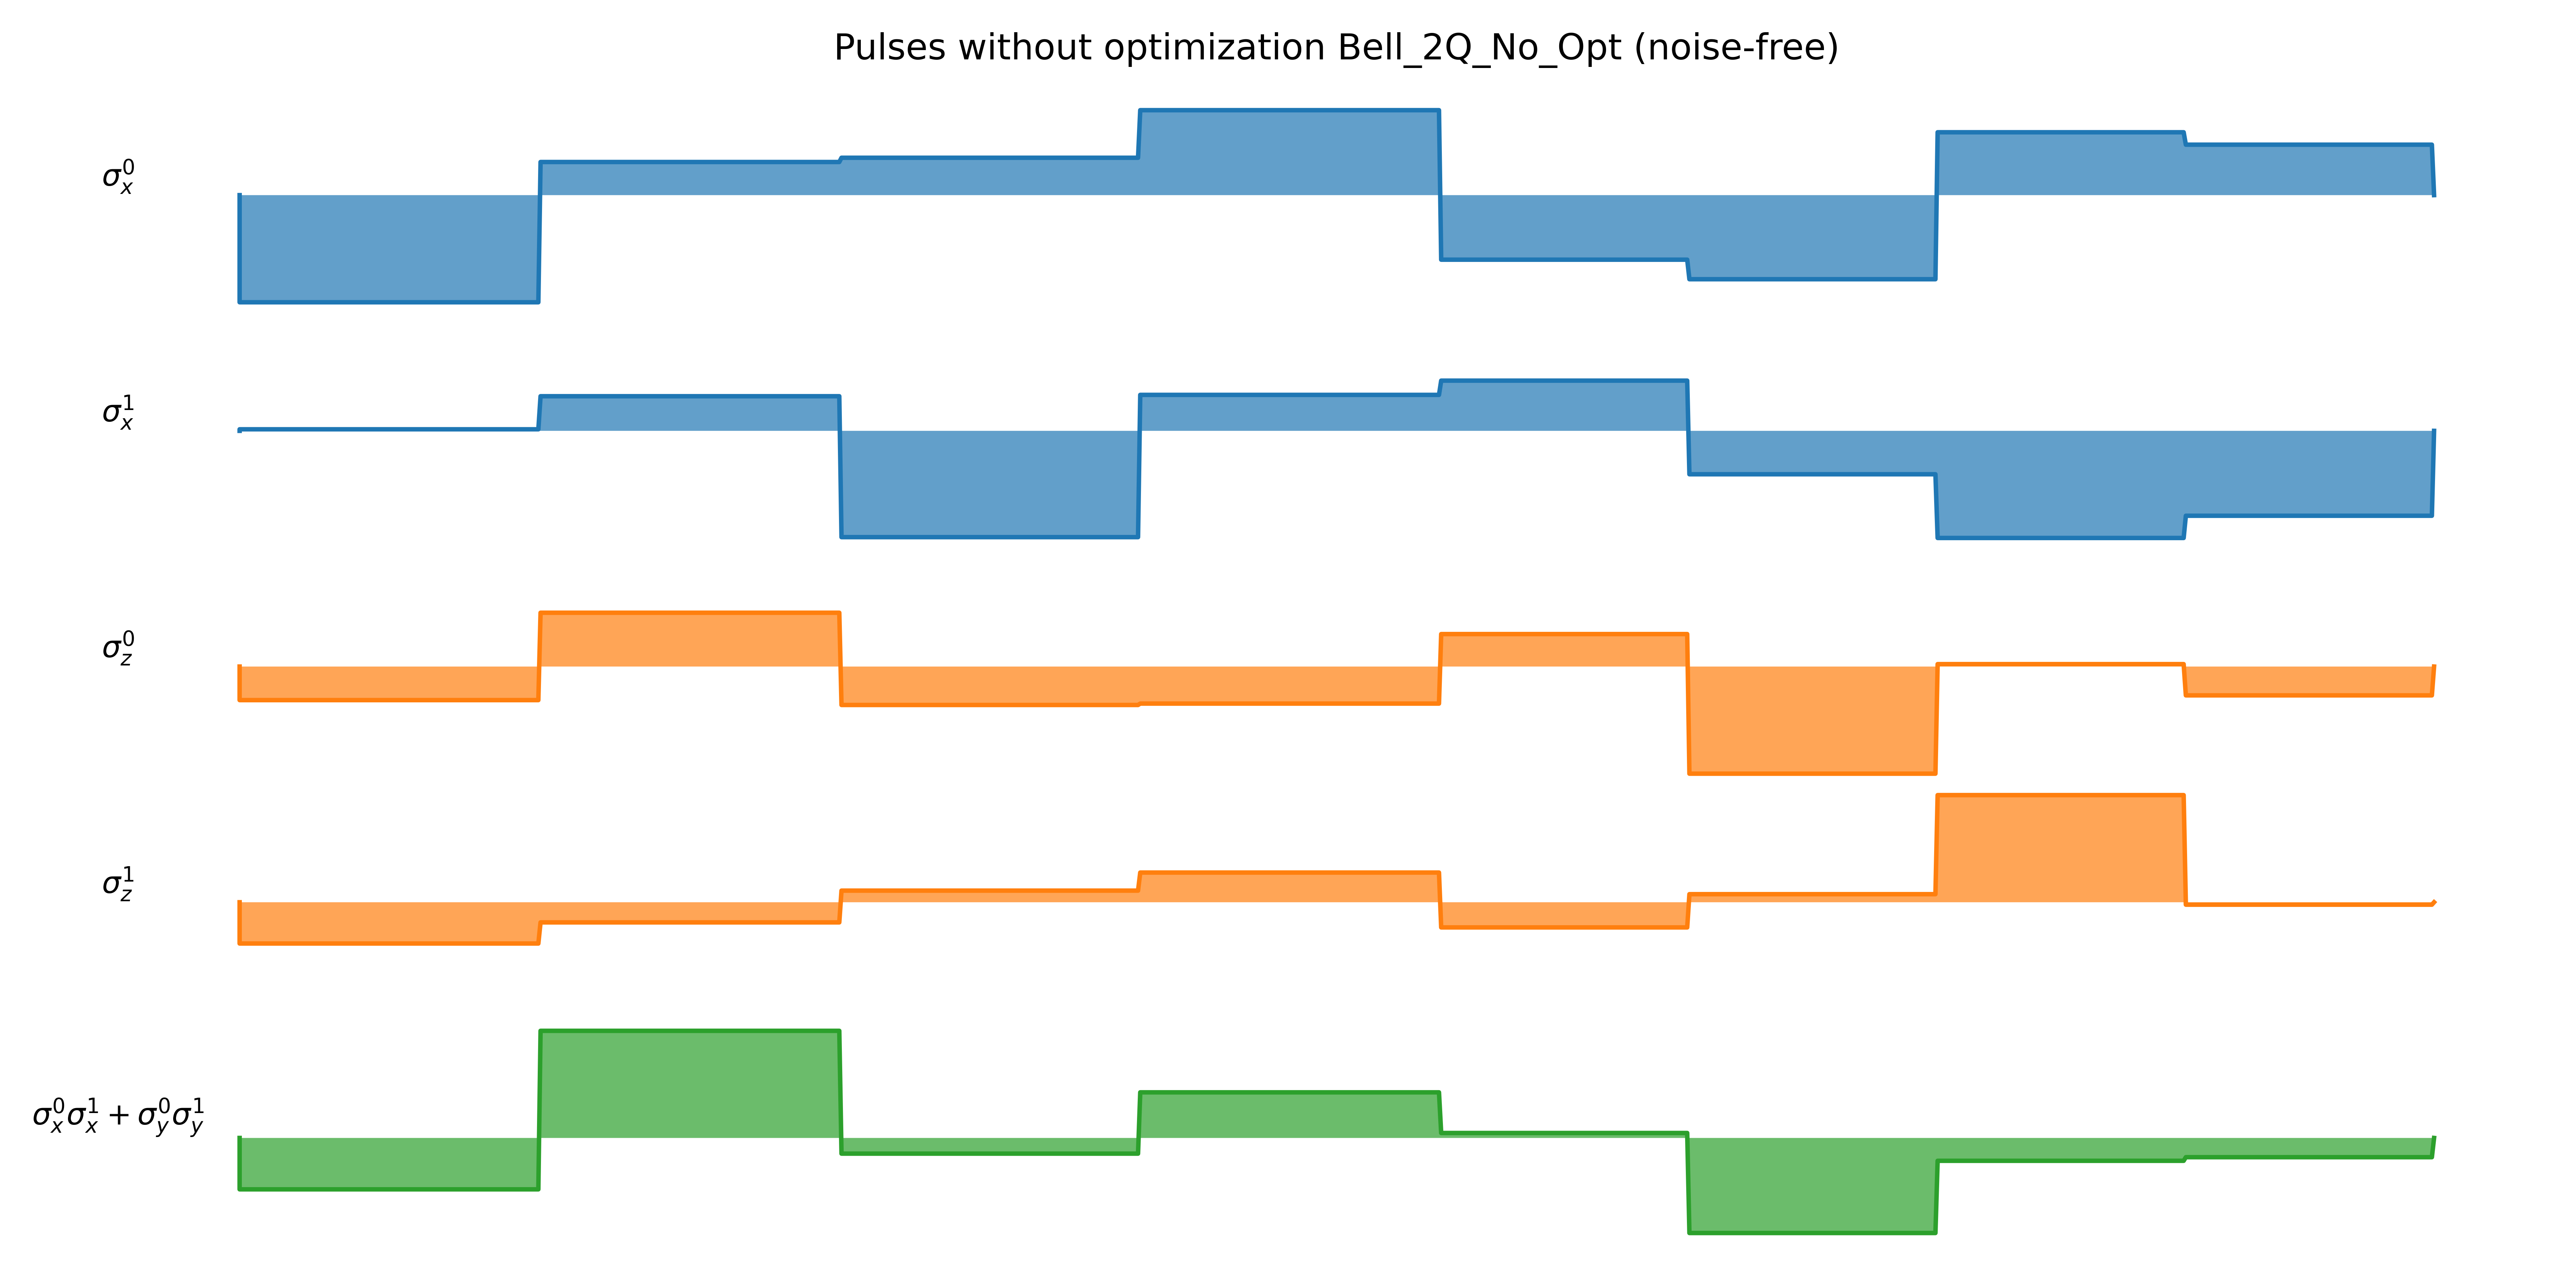 Pulses without optimization Bell_2Q_No_Opt (noise-free)
σ_x^0
σ_x^1
σ_z^0
σ_z^1
σ_x^0σ_x^1 + σ_y^0σ_y^1